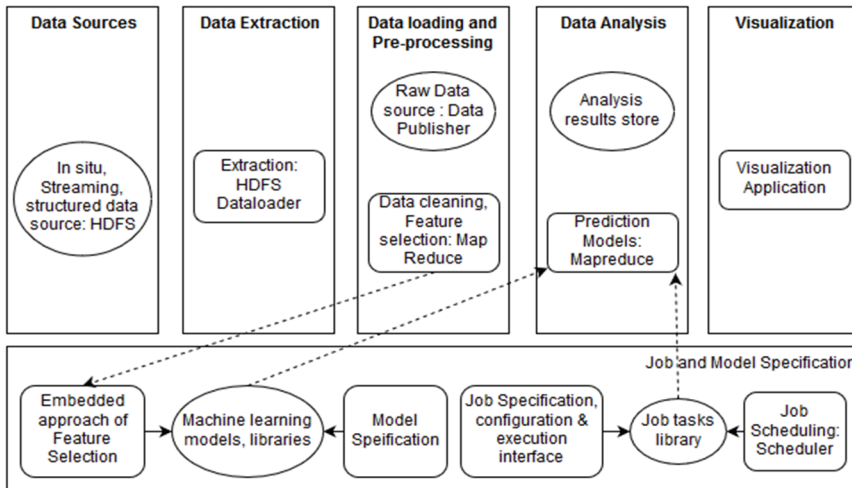 Data Sources
Data Extraction
Data loading and
Pre-processing
Data Analysis
Visualization
In situ,
Streaming,
structured data
source: HDFS
Extraction:
HDFS
Dataloader
Raw Data
source : Data
Publisher
Data cleaning,
Feature
selection: Map
Reduce
Analysis
results store
Prediction
Models:
Mapreduce
Visualization
Application
Job and Model Specification
Embedded
approach of
Feature
Selection
Machine learning
models, libraries
Model
Speification
Job Specification,
configuration &
execution
interface
Job tasks
library
Job
Scheduling:
Scheduler